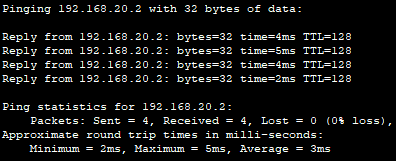 Pinging 192.168.20.2 with 32 bytes of data:
Reply from 192.168.20.2: bytes=32 time=4ms TTL=128
Reply from 192.168.20.2: bytes=32 time=5ms TTL=128
Reply from 192.168.20.2: bytes=32 time=4ms TTL=128
Reply from 192.168.20.2: bytes=32 time=2ms TTL=128
Ping statistics for 192.168.20.2:
Packets: Sent = 4, Received = 4, Lost = 0 (0% loss),
Approximate round trip times in milli-seconds:
Minimum = 2ms, Maximum = 5ms, Average = 3ms